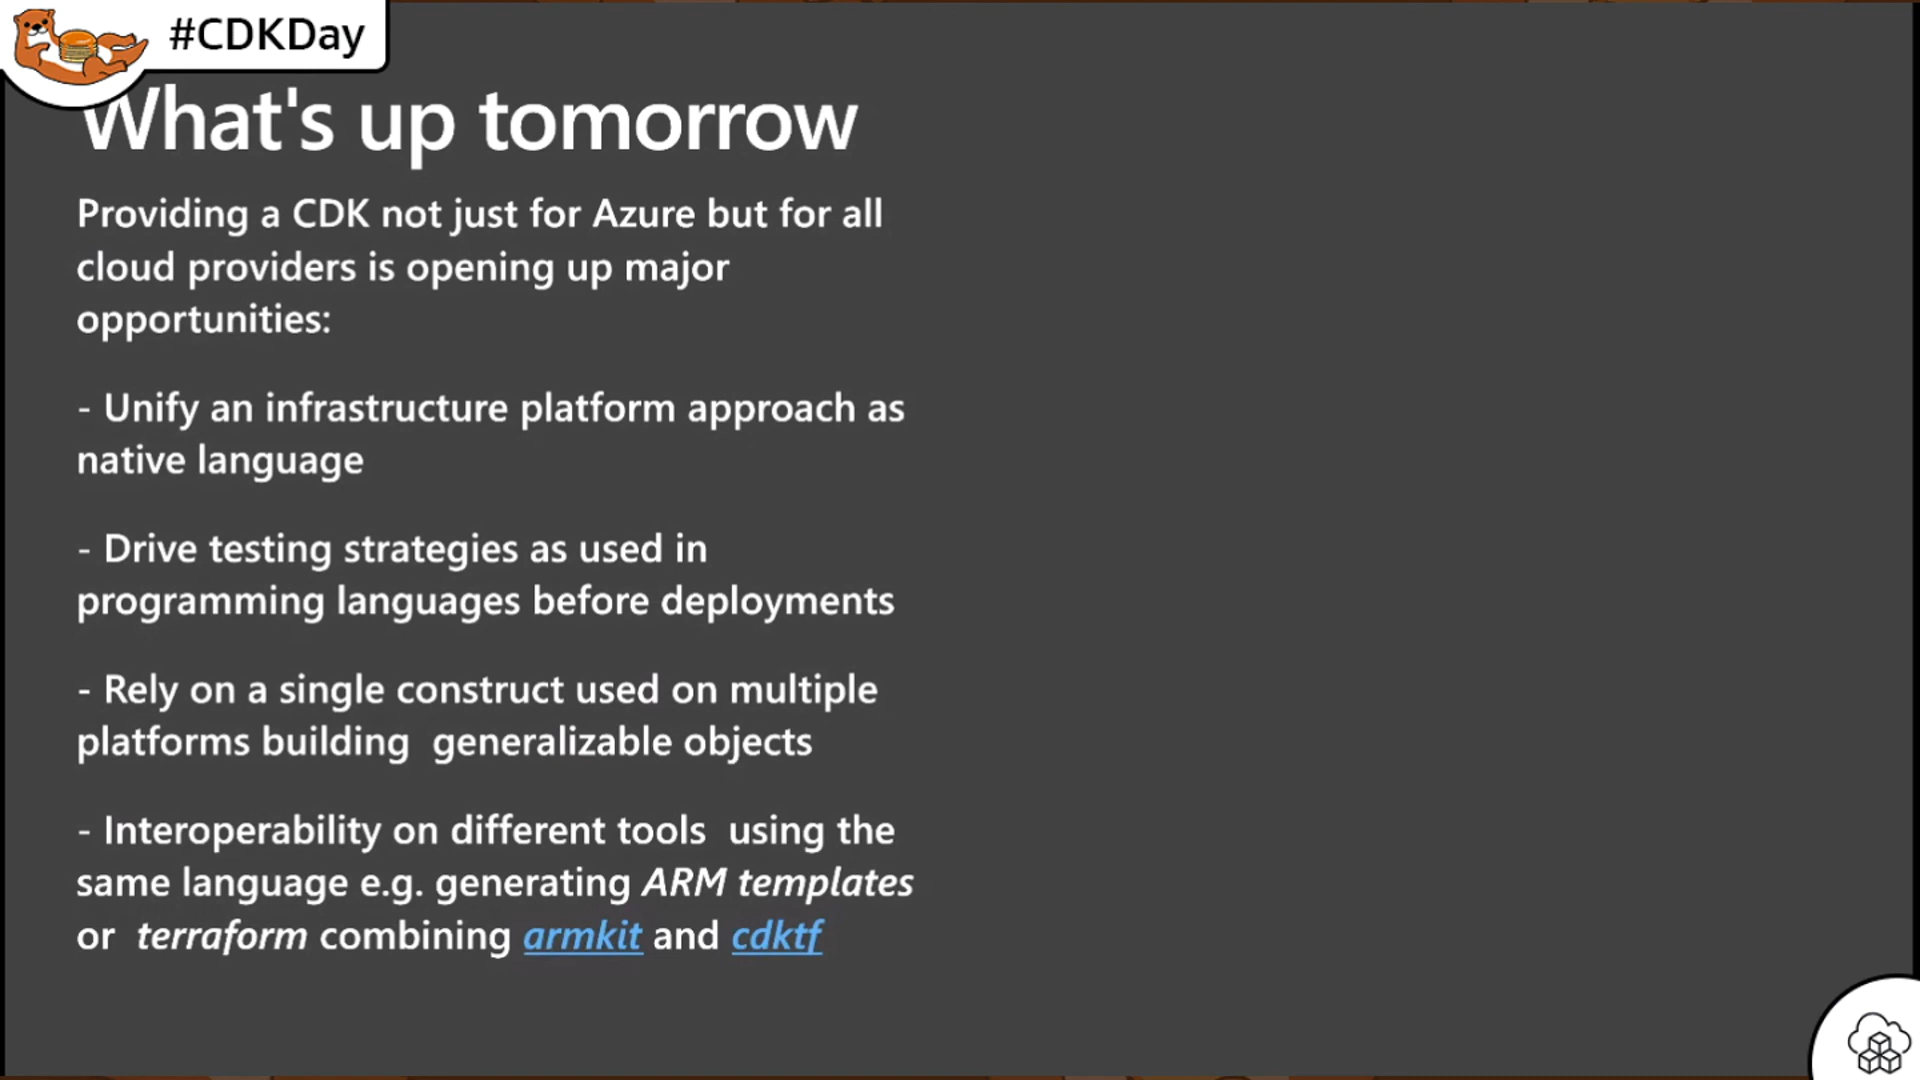 #CDKDay
What's up tomorrow
Providing a CDK not just for Azure but for all
cloud providers is opening up major
opportunities:
- Unify an infrastructure platform approach as
native language
- Drive testing strategies as used in
programming languages before deployments
- Rely on a single construct used on multiple
platforms building  generalizable objects
- Interoperability on different tools  using the
same language e.g. generating ARM templates
or  terraform combining armkit and cdktf